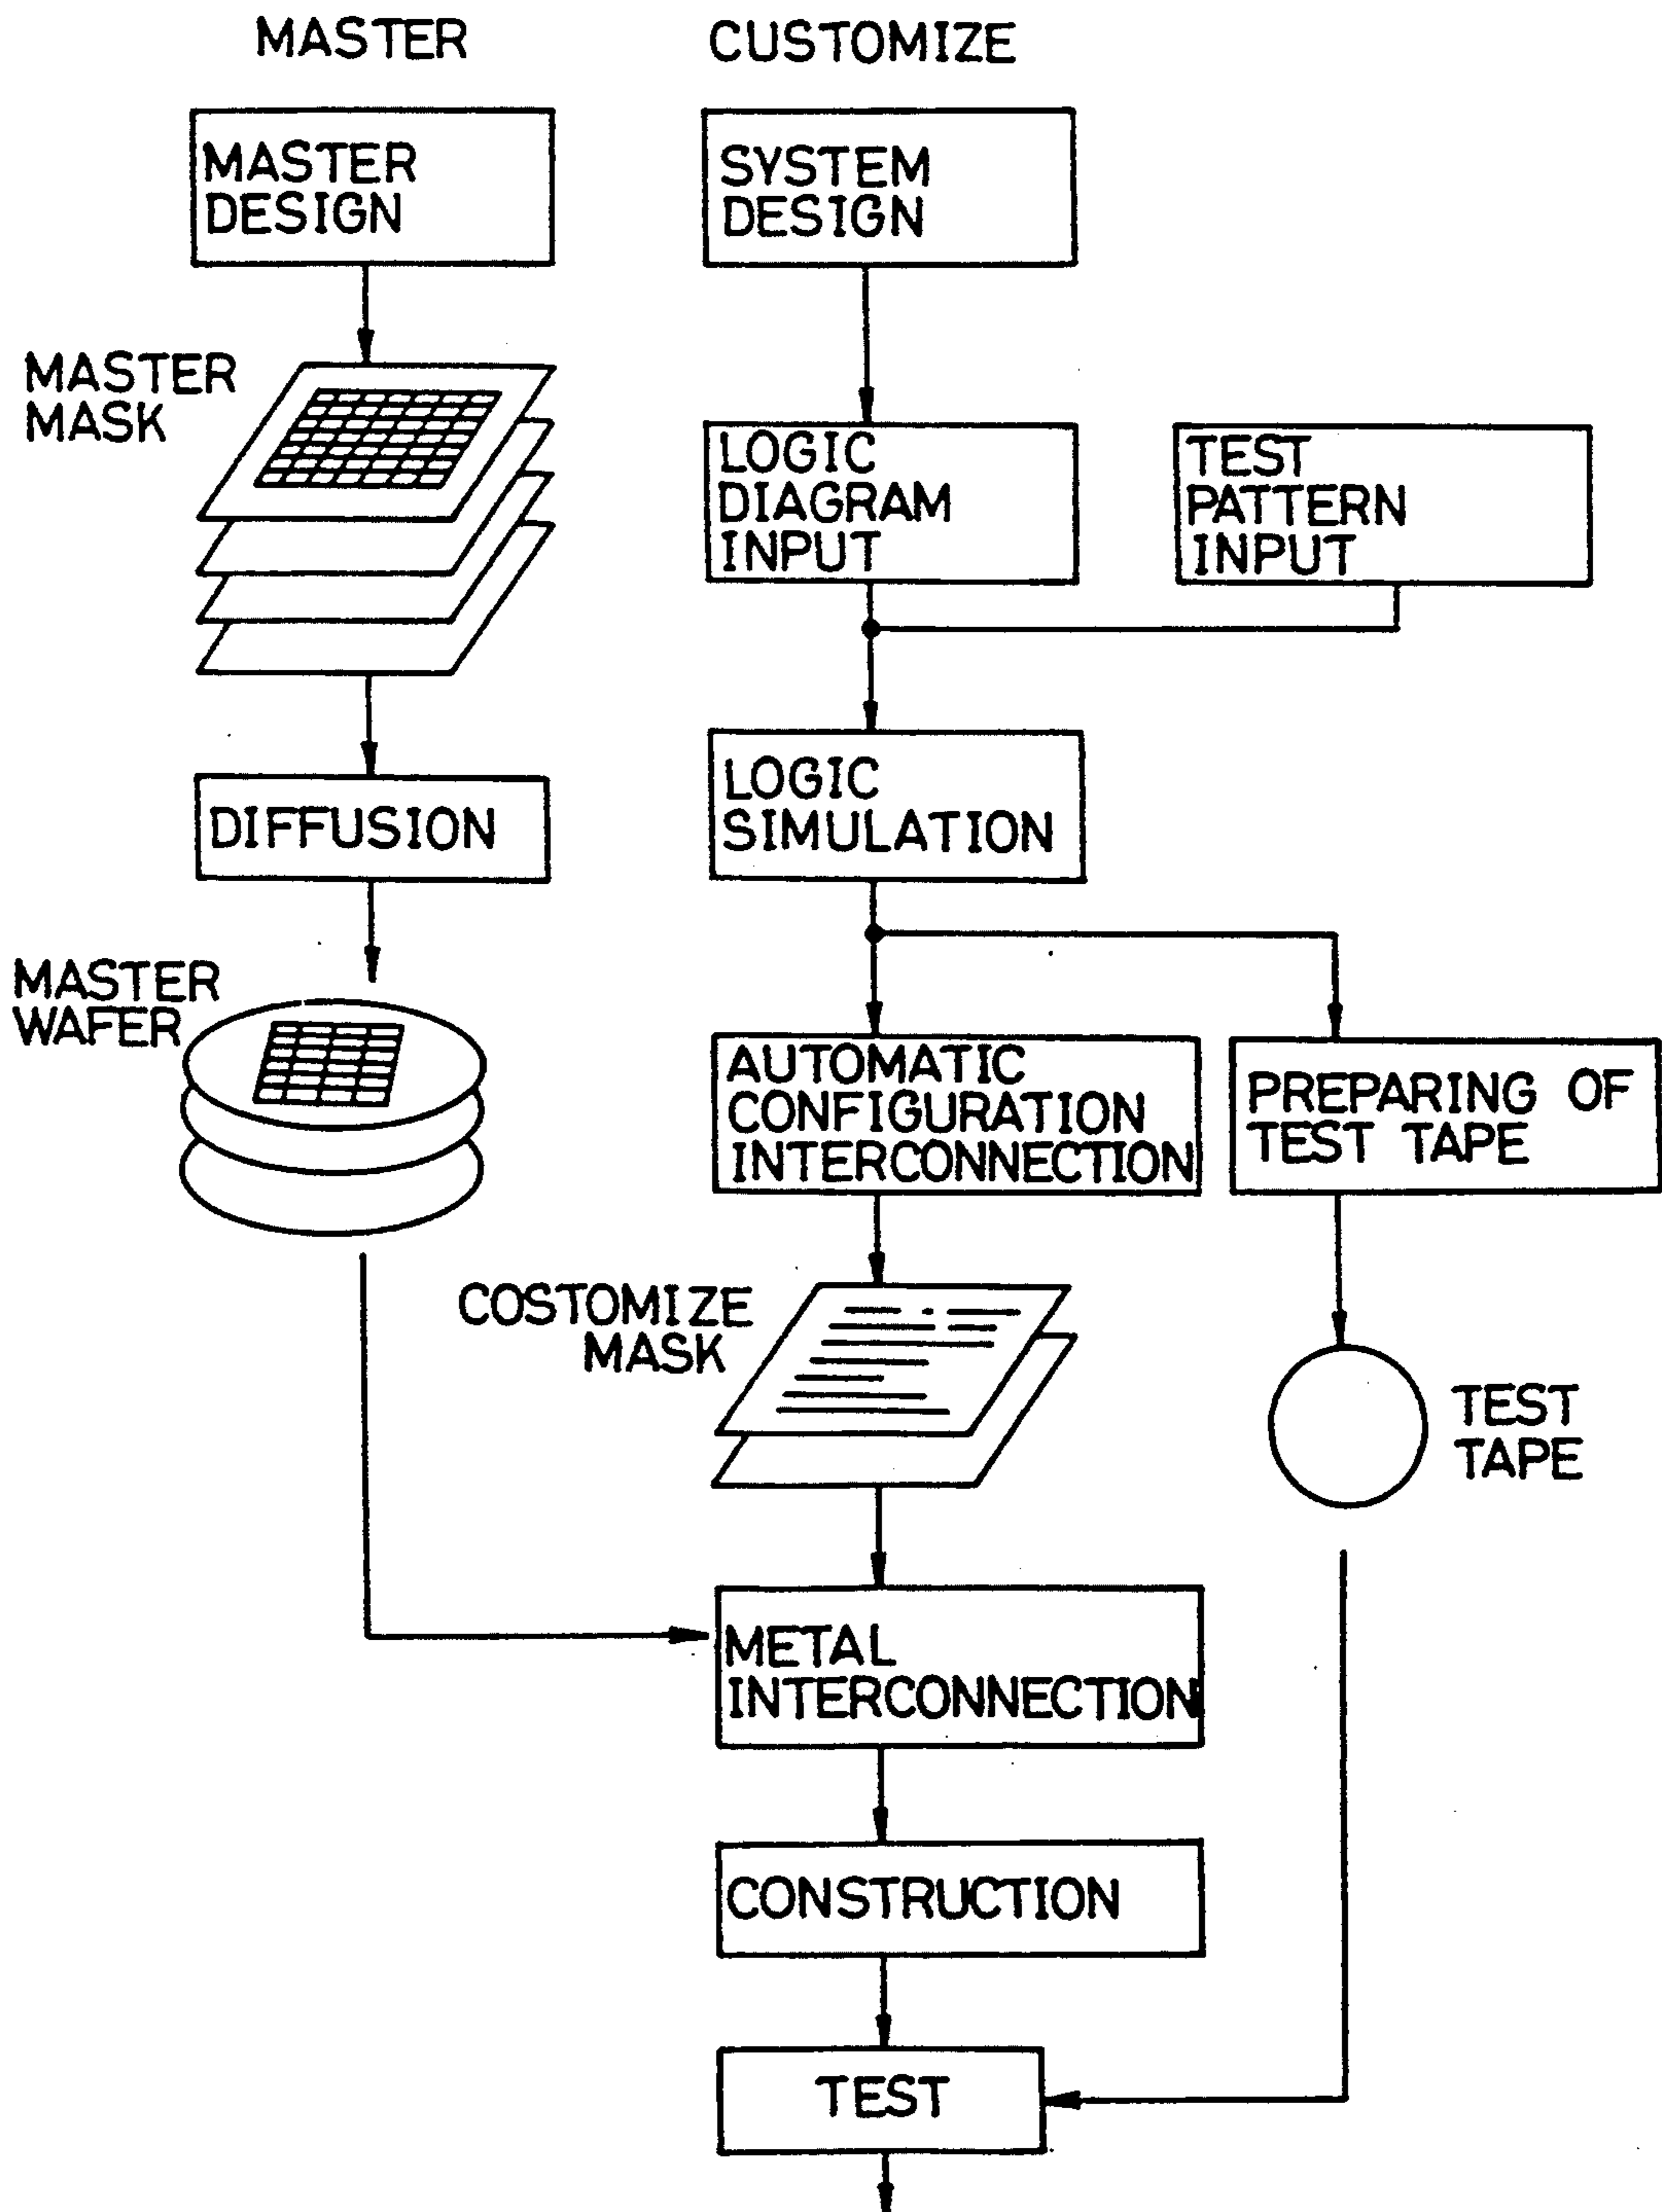 MASTER
CUSTOMIZE
MASTER
DESIGN
SYSTEM
DESIGN
MASTER
MASK
LOGIC
DIAGRAM
INPUT
TEST
PATTERN
INPUT
DIFFUSION
LOGIC
SIMULATION
MASTER
WAFER
AUTOMATIC
CONFIGURATION
INTERCONNECTION
PREPARING OF
TEST TAPE
COSTOMIZE
MASK
TEST
TAPE
METAL
INTERCONNECTION
CONSTRUCTION
TEST